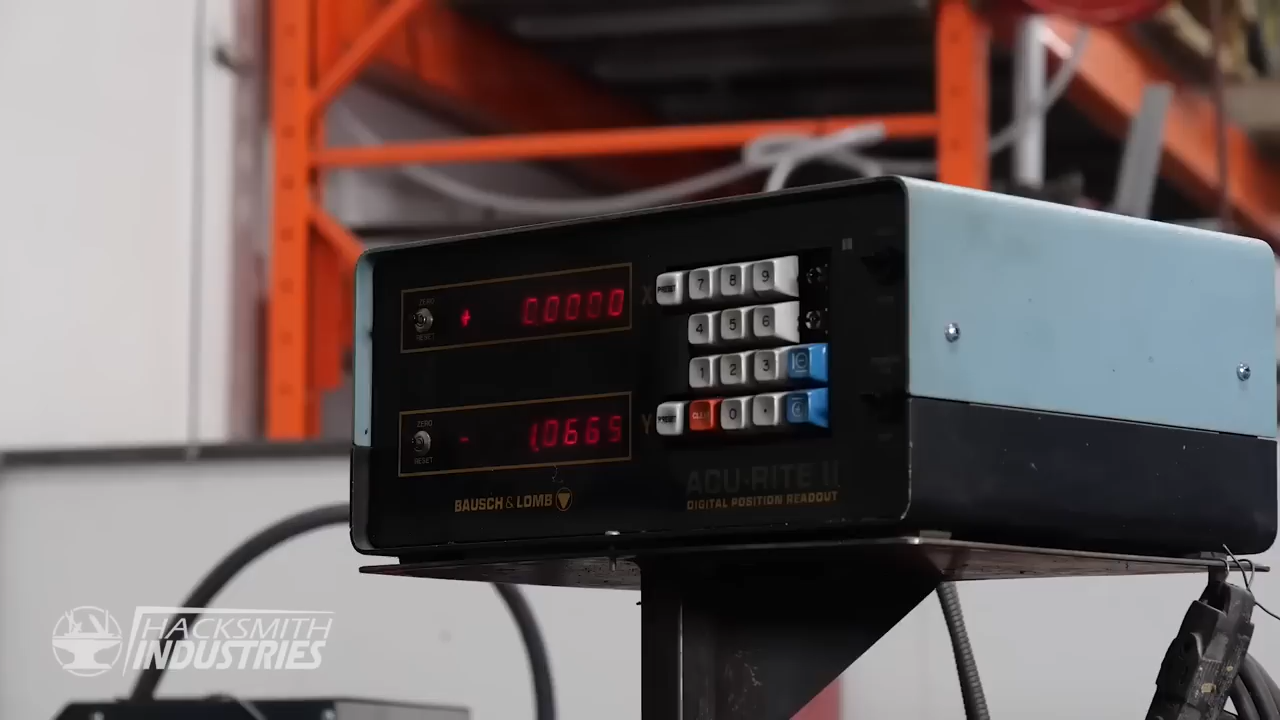 ZERO
RESET
+ 0.0000
X
PRESET 7 8 9
4 5 6
1 2 3
ZERO
RESET
- 1.0665
Y
PRESET CLEAR 0 .
BAUSCH & LOMB
ACU-RITE II
DIGITAL POSITION READOUT
HACKSMITH
INDUSTRIES